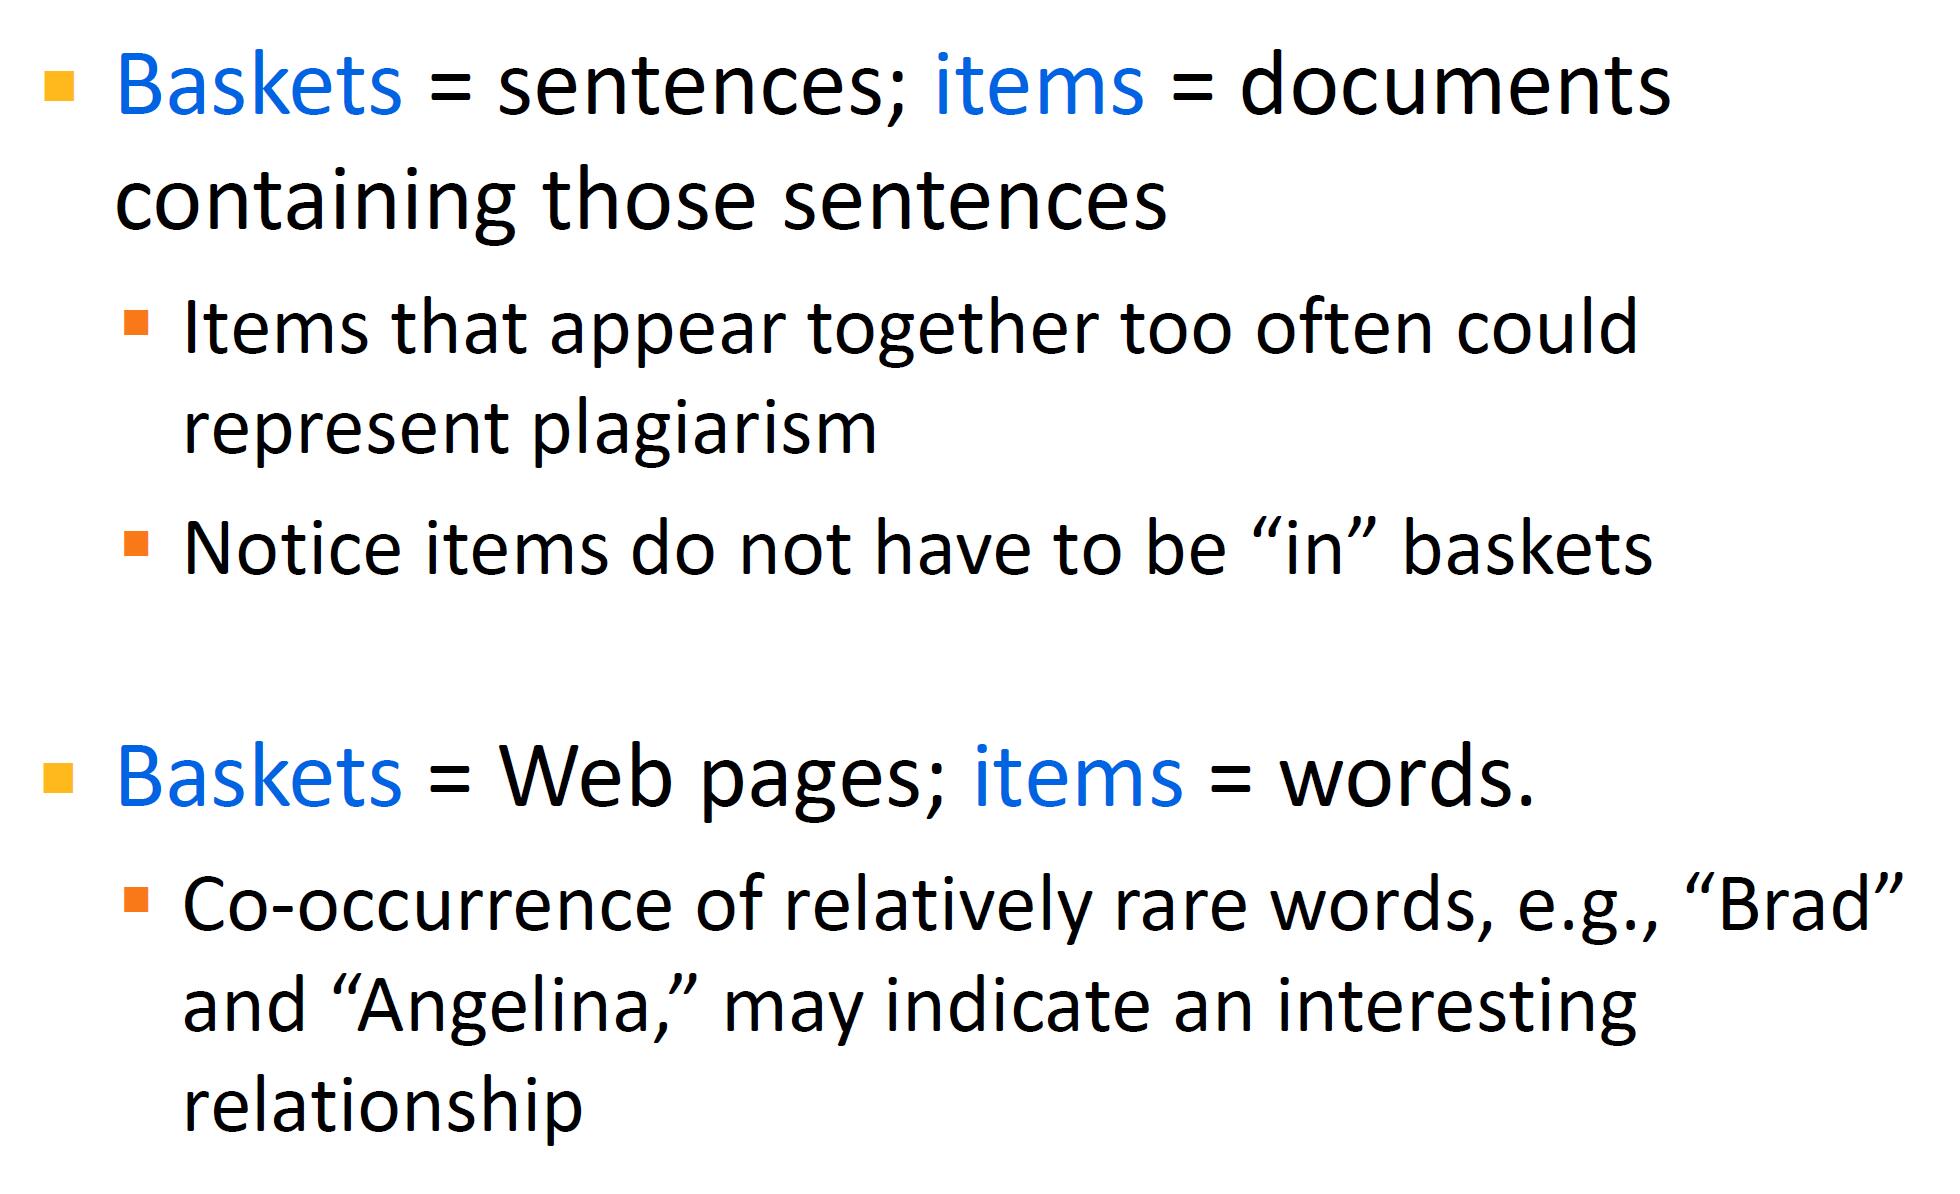 Baskets = sentences; items = documents
containing those sentences
Items that appear together too often could
represent plagiarism
Notice items do not have to be “in” baskets
Baskets = Web pages; items = words.
Co-occurrence of relatively rare words, e.g., “Brad”
and “Angelina,” may indicate an interesting
relationship